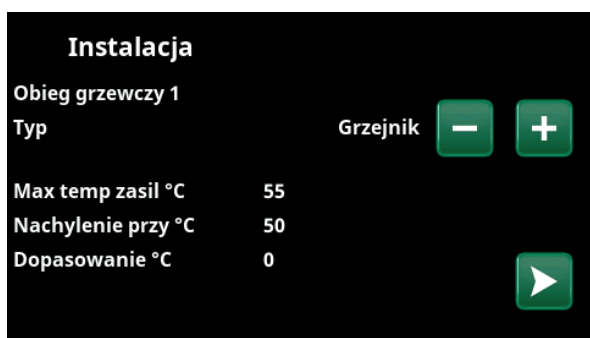 Instalacja
Obieg grzewczy 1
Typ Grzejnik − +
Max temp zasil °C 55
Nachylenie przy °C 50
Dopasowanie °C 0